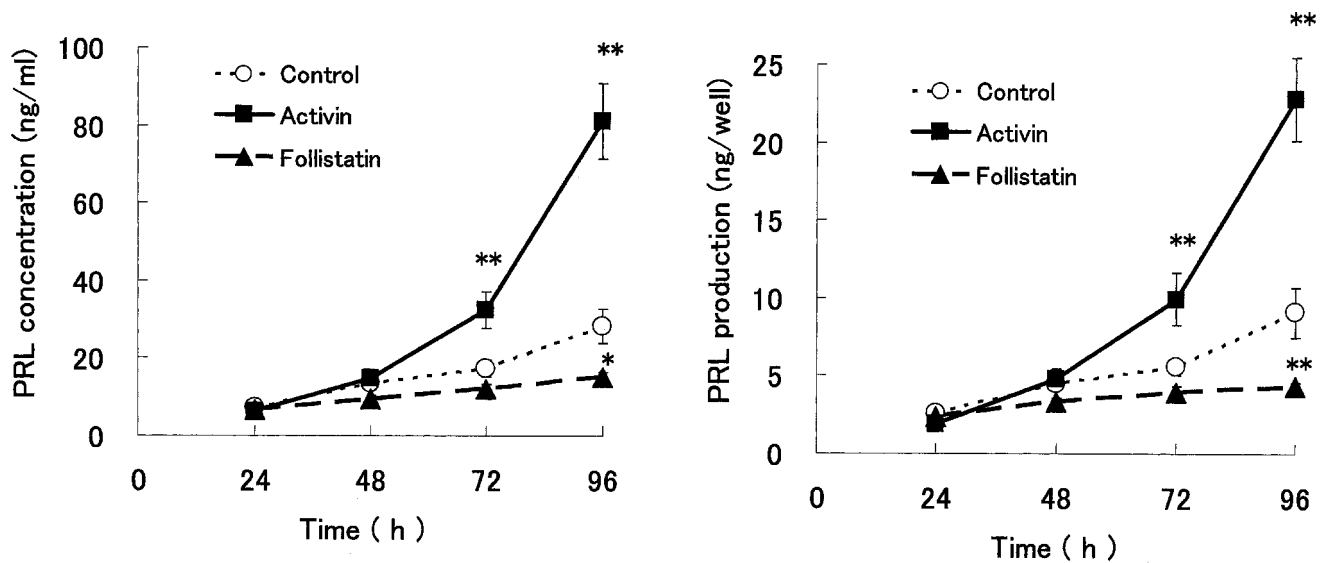 PRL concentration (ng/ml)
100
80
60
40
20
0
Control
Activin
Follistatin
**
**
*
0 24 48 72 96
Time ( h )
PRL production (ng/well)
25
20
15
10
5
0
Control
Activin
Follistatin
**
**
**
0 24 48 72 96
Time ( h )